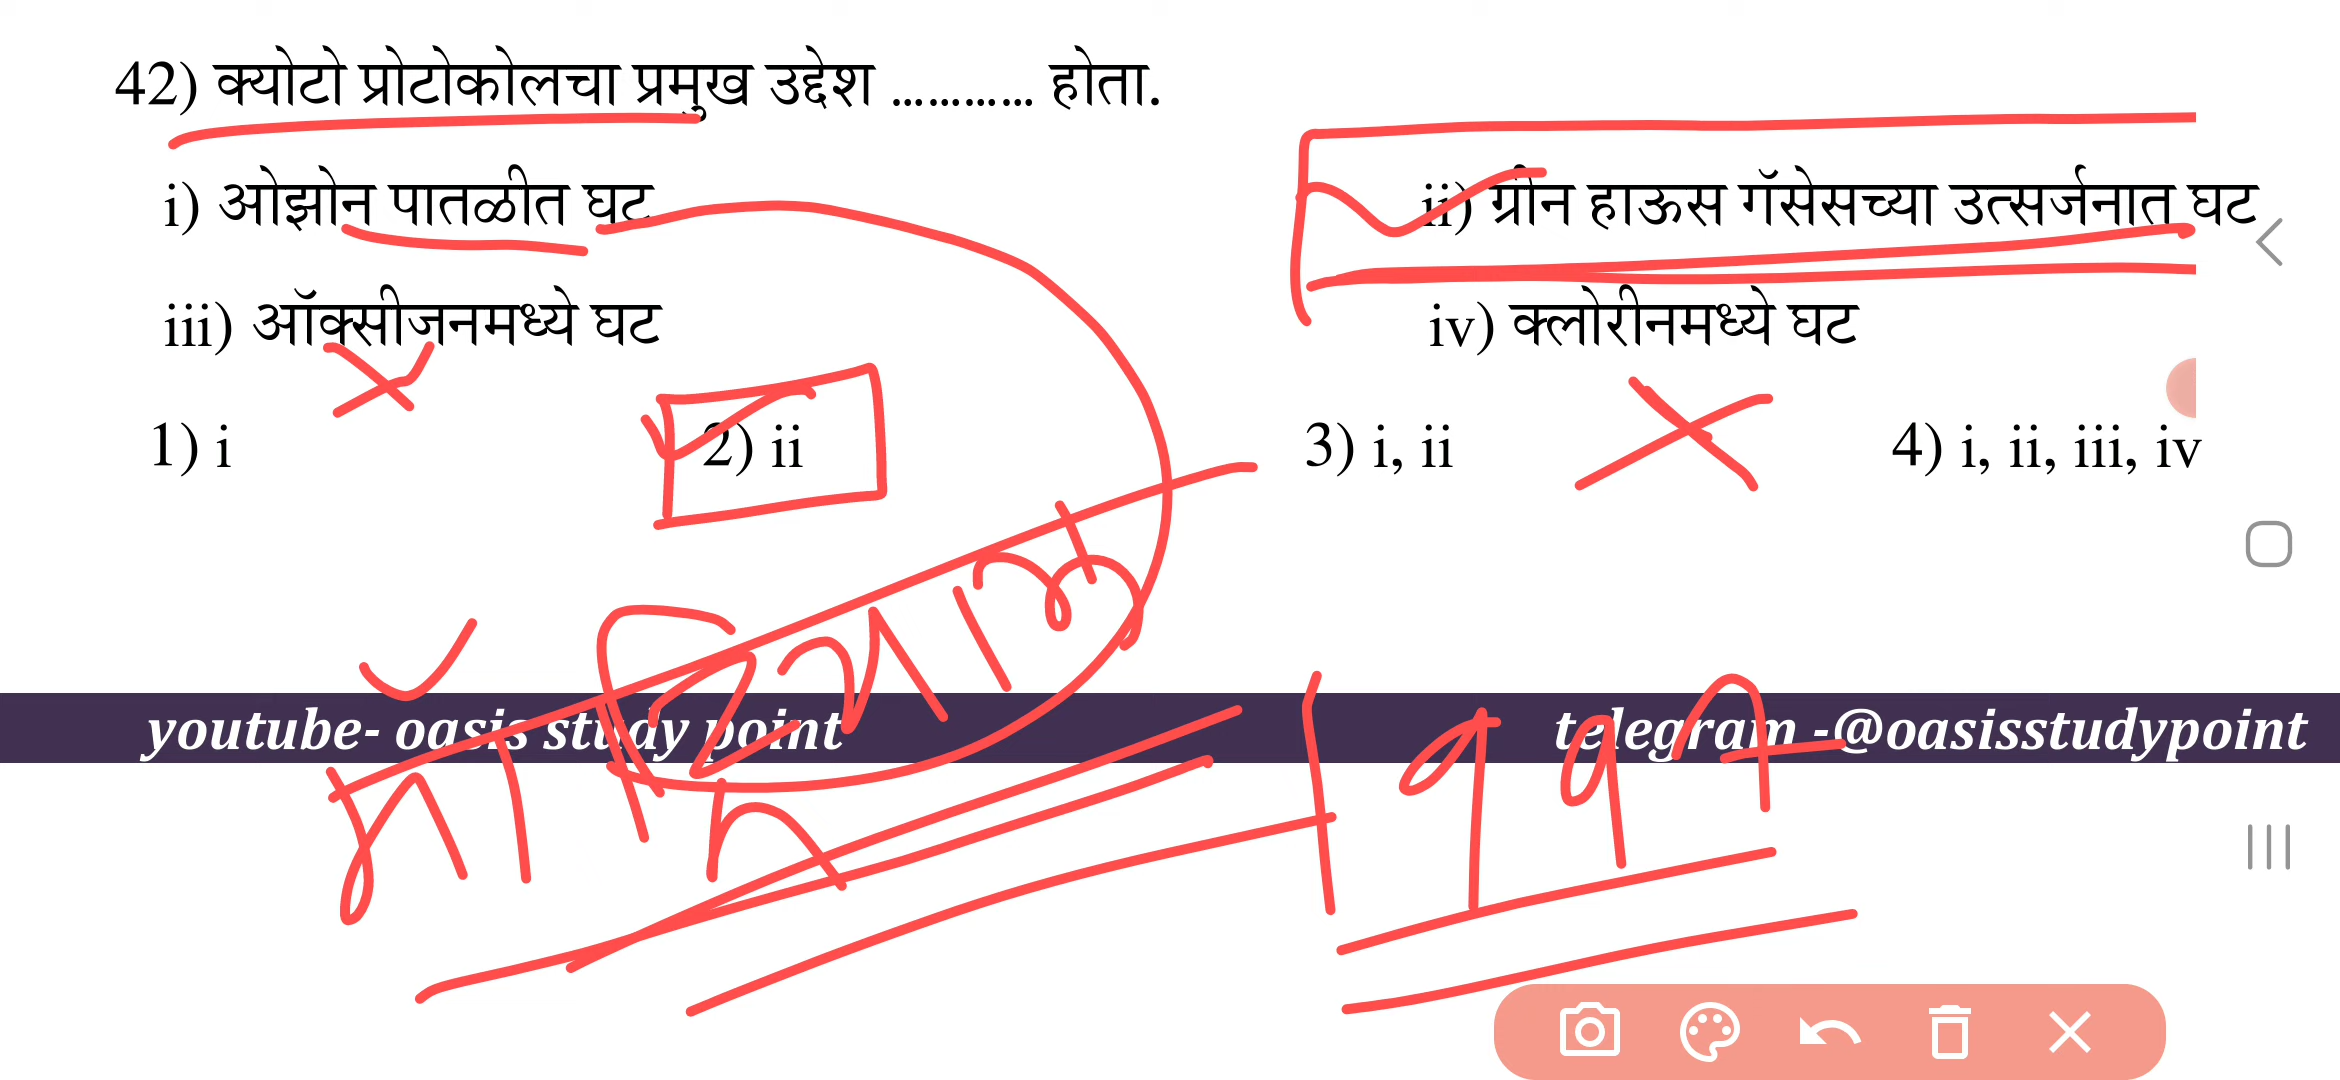 42) क्योटो प्रोटोकोलचा प्रमुख उद्देश ............ होता.
i) ओझोन पातळीत घट ii) ग्रीन हाऊस गॅसेसच्या उत्सर्जनात घट
iii) ऑक्सीजनमध्ये घट iv) क्लोरीनमध्ये घट
1) i 2) ii 3) i, ii 4) i, ii, iii, iv
youtube- oasis study point telegram -@oasisstudypoint